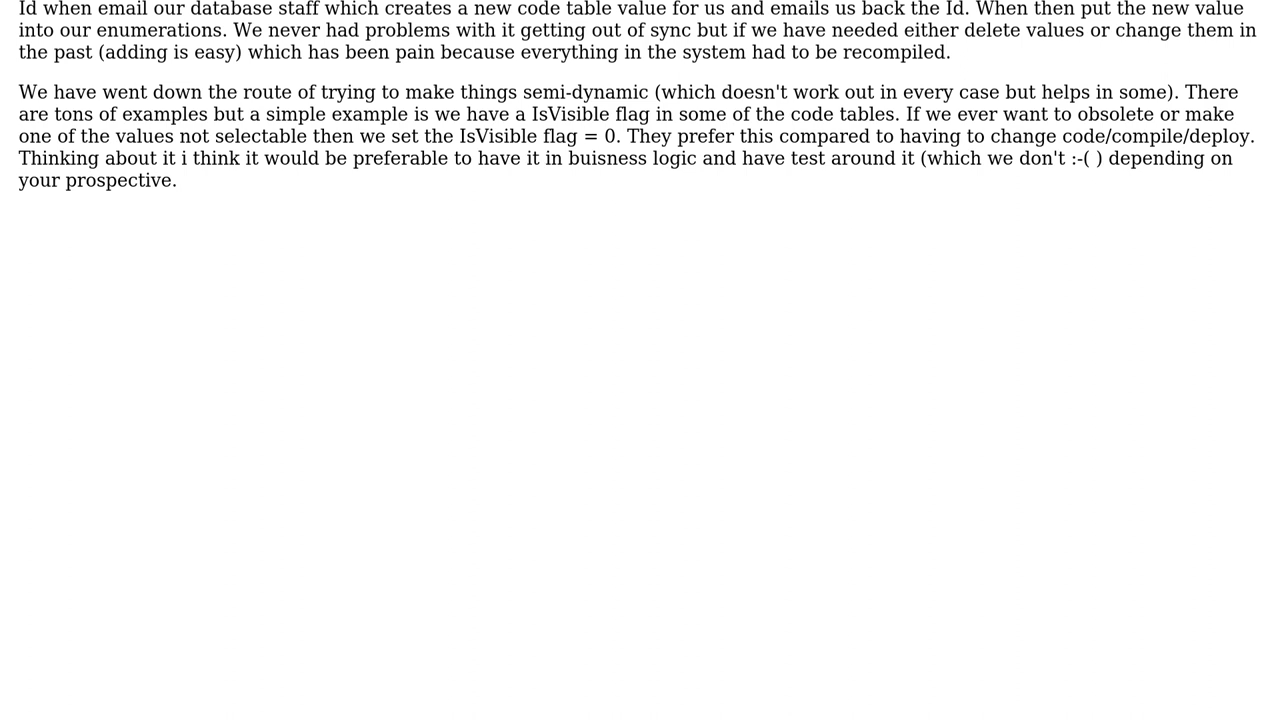 Id when email our database staff which creates a new code table value for us and emails us back the Id. When then put the new value
into our enumerations. We never had problems with it getting out of sync but if we have needed either delete values or change them in
the past (adding is easy) which has been pain because everything in the system had to be recompiled.
We have went down the route of trying to make things semi-dynamic (which doesn't work out in every case but helps in some). There
are tons of examples but a simple example is we have a IsVisible flag in some of the code tables. If we ever want to obsolete or make
one of the values not selectable then we set the IsVisible flag = 0. They prefer this compared to having to change code/compile/deploy.
Thinking about it i think it would be preferable to have it in buisness logic and have test around it (which we don't :-( ) depending on
your prospective.